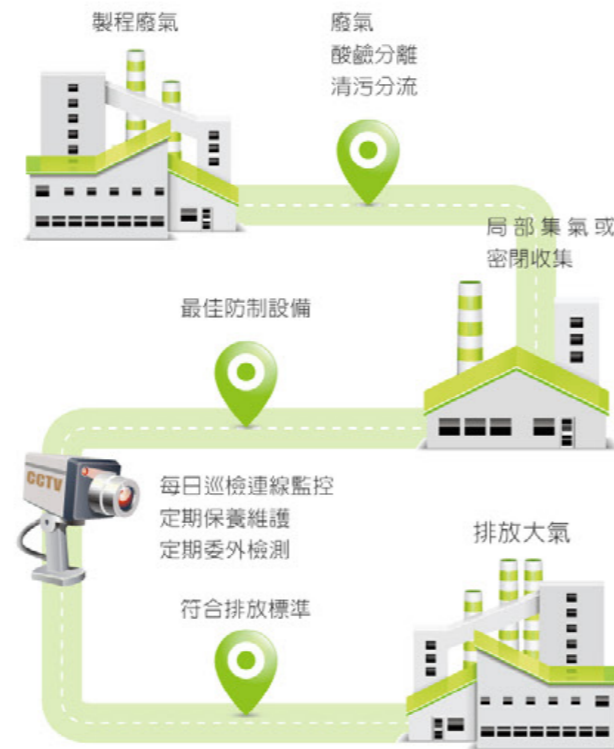 製程廢氣
廢氣
酸鹼分離
清污分流
局部集氣或
密閉收集
最佳防制設備
CCTV
每日巡檢連線監控
定期保養維護
定期委外檢測
排放大氣
符合排放標準